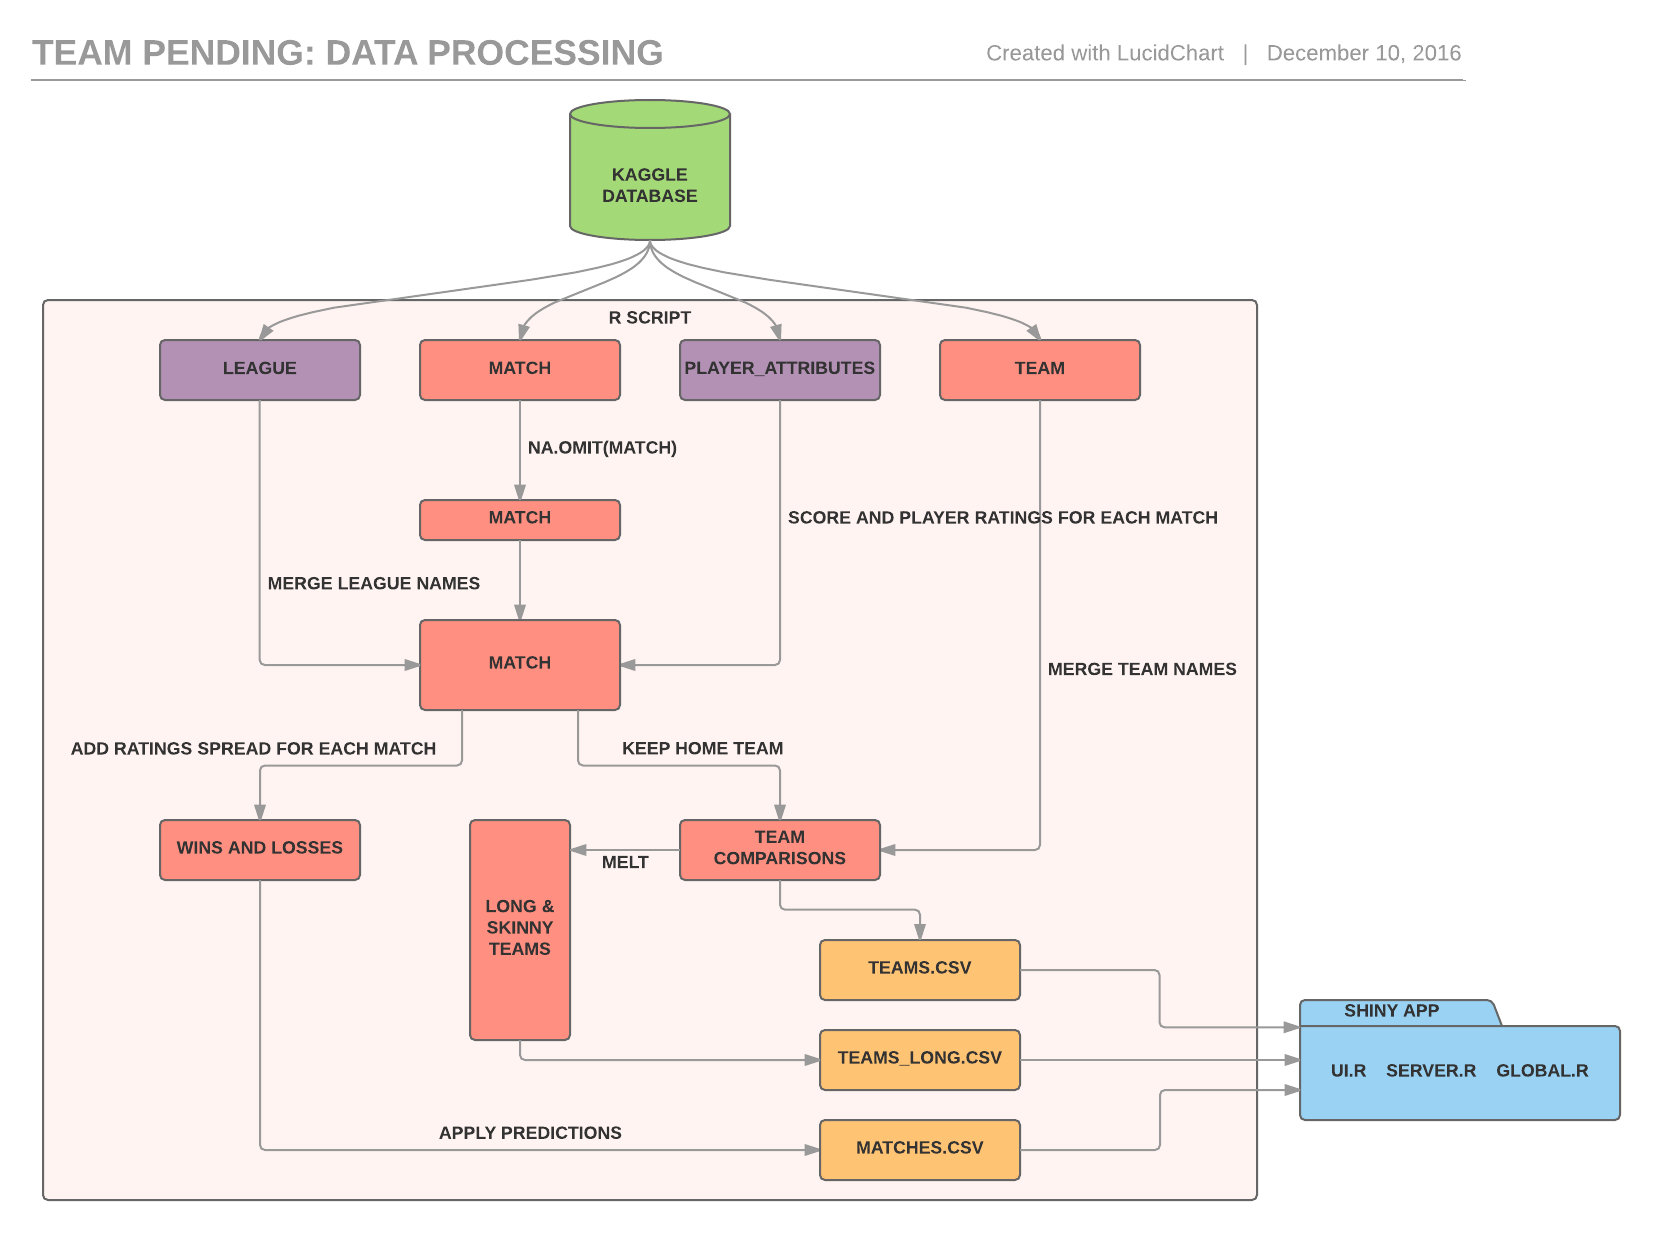 TEAM PENDING: DATA PROCESSING
Created with LucidChart | December 10, 2016
KAGGLE
DATABASE
R SCRIPT
LEAGUE
MATCH
PLAYER_ATTRIBUTES
TEAM
NA.OMIT(MATCH)
MATCH
SCORE AND PLAYER RATINGS FOR EACH MATCH
MERGE LEAGUE NAMES
MATCH
MERGE TEAM NAMES
ADD RATINGS SPREAD FOR EACH MATCH
KEEP HOME TEAM
WINS AND LOSSES
TEAM
COMPARISONS
MELT
LONG &
SKINNY
TEAMS
TEAMS.CSV
SHINY APP
TEAMS_LONG.CSV
UI.R SERVER.R GLOBAL.R
APPLY PREDICTIONS
MATCHES.CSV